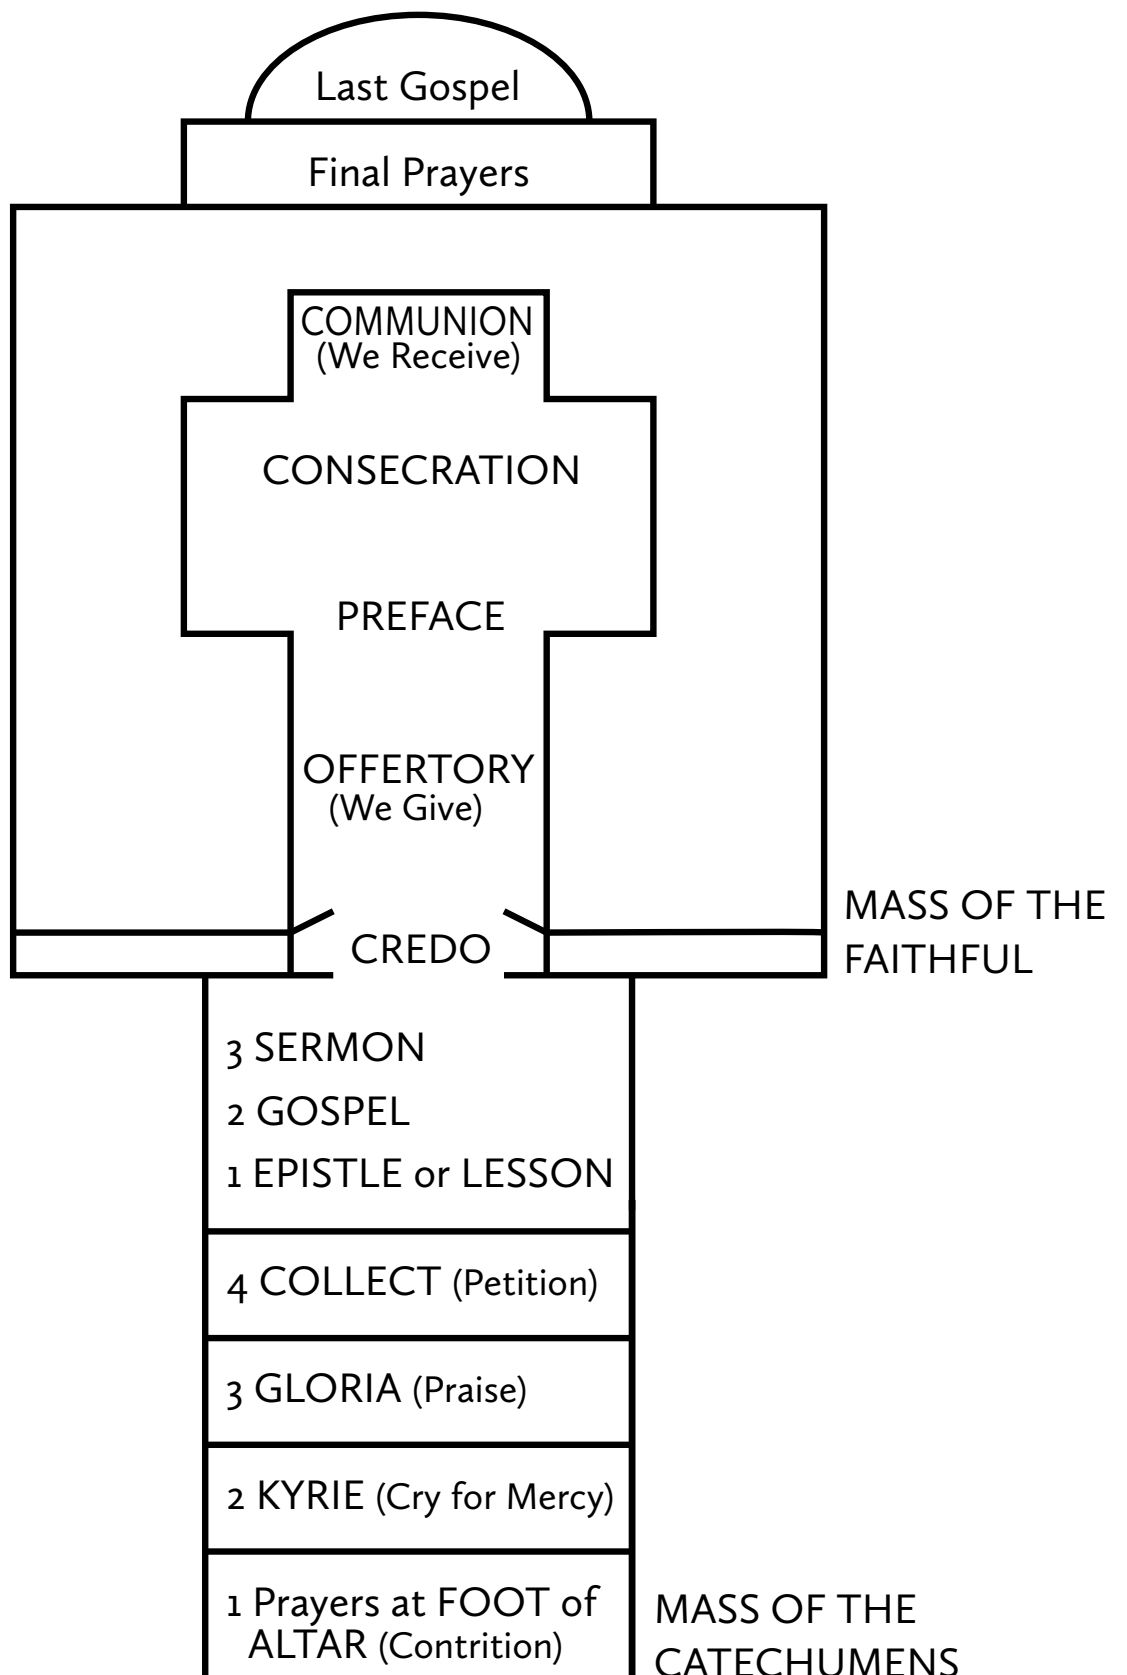 Last Gospel
Final Prayers
COMMUNION
(We Receive)
CONSECRATION
PREFACE
OFFERTORY
(We Give)
MASS OF THE
FAITHFUL
CREDO
3 SERMON
2 GOSPEL
1 EPISTLE or LESSON
4 COLLECT (Petition)
3 GLORIA (Praise)
2 KYRIE (Cry for Mercy)
1 Prayers at FOOT of
ALTAR (Contrition)
MASS OF THE
CATECHUMENS